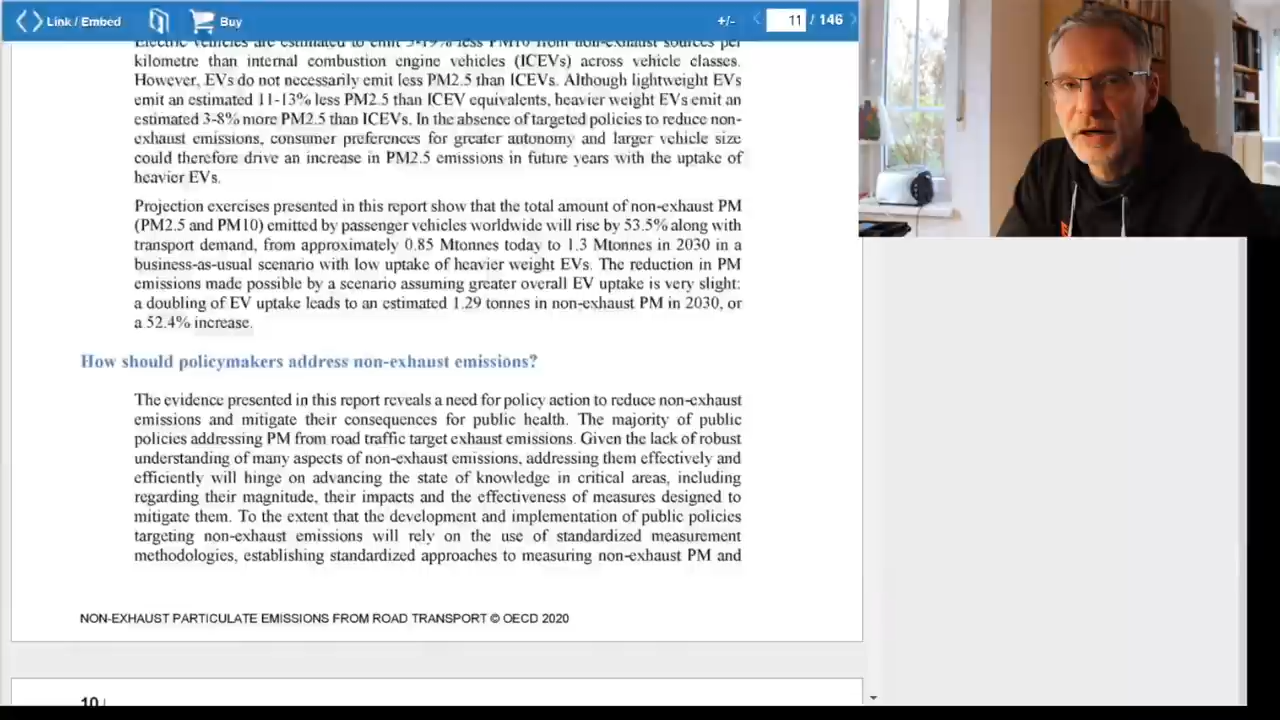 Link / Embed
Buy
+/-
11 / 146
Electric vehicles are estimated to emit 5-19% less PM10 from non-exhaust sources per
kilometre than internal combustion engine vehicles (ICEVs) across vehicle classes.
However, EVs do not necessarily emit less PM2.5 than ICEVs. Although lightweight EVs
emit an estimated 11-13% less PM2.5 than ICEV equivalents, heavier weight EVs emit an
estimated 3-8% more PM2.5 than ICEVs. In the absence of targeted policies to reduce non-
exhaust emissions, consumer preferences for greater autonomy and larger vehicle size
could therefore drive an increase in PM2.5 emissions in future years with the uptake of
heavier EVs.
Projection exercises presented in this report show that the total amount of non-exhaust PM
(PM2.5 and PM10) emitted by passenger vehicles worldwide will rise by 53.5% along with
transport demand, from approximately 0.85 Mtonnes today to 1.3 Mtonnes in 2030 in a
business-as-usual scenario with low uptake of heavier weight EVs. The reduction in PM
emissions made possible by a scenario assuming greater overall EV uptake is very slight:
a doubling of EV uptake leads to an estimated 1.29 tonnes in non-exhaust PM in 2030, or
a 52.4% increase.
How should policymakers address non-exhaust emissions?
The evidence presented in this report reveals a need for policy action to reduce non-exhaust
emissions and mitigate their consequences for public health. The majority of public
policies addressing PM from road traffic target exhaust emissions. Given the lack of robust
understanding of many aspects of non-exhaust emissions, addressing them effectively and
efficiently will hinge on advancing the state of knowledge in critical areas, including
regarding their magnitude, their impacts and the effectiveness of measures designed to
mitigate them. To the extent that the development and implementation of public policies
targeting non-exhaust emissions will rely on the use of standardized measurement
methodologies, establishing standardized approaches to measuring non-exhaust PM and
NON-EXHAUST PARTICULATE EMISSIONS FROM ROAD TRANSPORT © OECD 2020
10 |